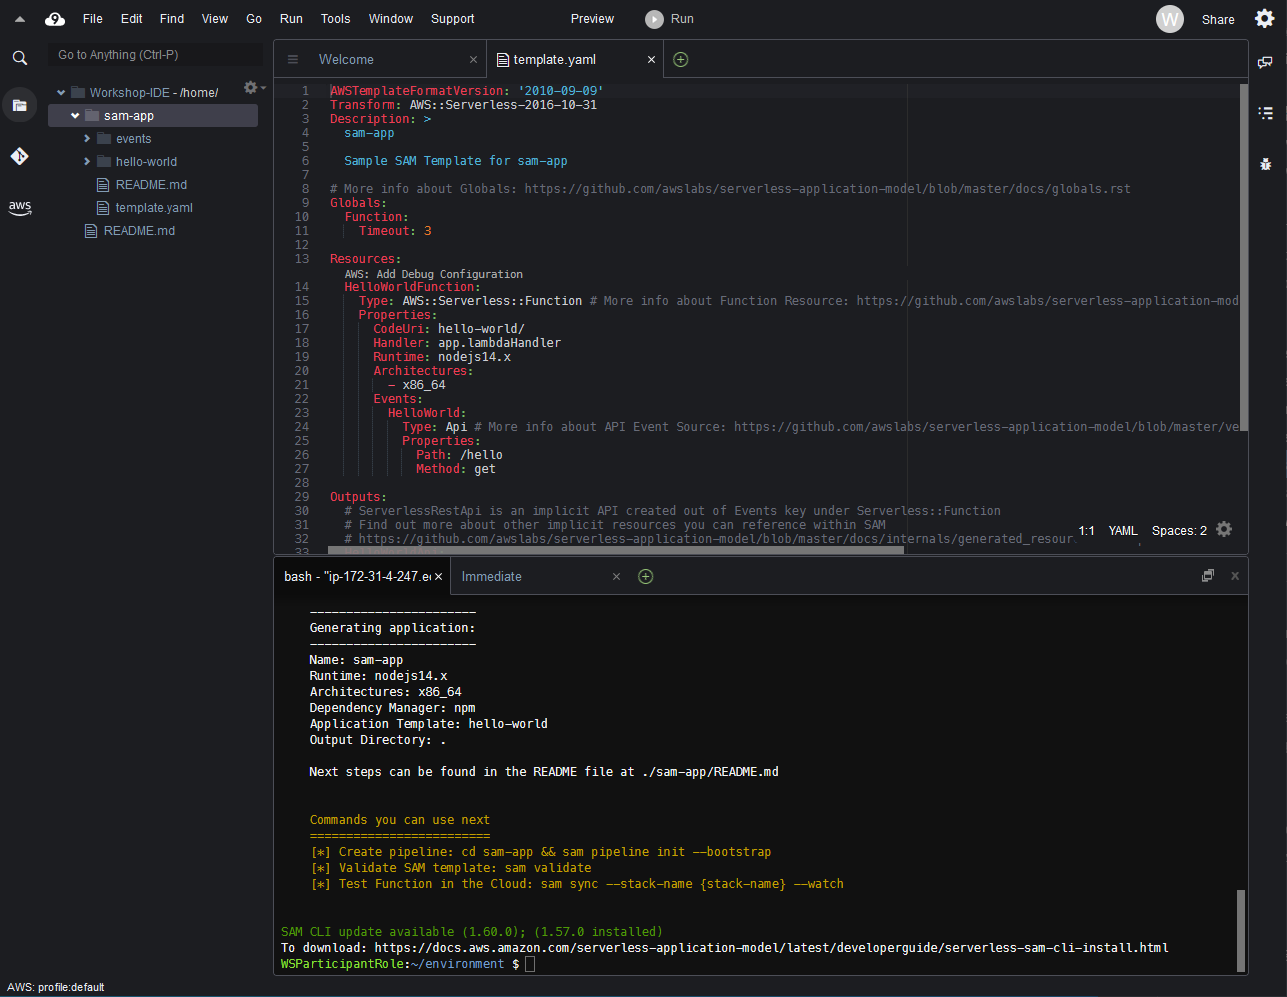 9 File Edit Find View Go Run Tools Window Support Preview Run W Share
Go to Anything (Ctrl-P)
Workshop-IDE - /home/
sam-app
events
hello-world
README.md
template.yaml
README.md
aws
Welcome × template.yaml ×
1 AWSTemplateFormatVersion: '2010-09-09'
2 Transform: AWS::Serverless-2016-10-31
3 Description: >
4 sam-app
5
6 Sample SAM Template for sam-app
7
8 # More info about Globals: https://github.com/awslabs/serverless-application-model/blob/master/docs/globals.rst
9 Globals:
10 Function:
11 Timeout: 3
12
13 Resources:
AWS: Add Debug Configuration
14 HelloWorldFunction:
15 Type: AWS::Serverless::Function # More info about Function Resource: https://github.com/awslabs/serverless-application-mod
16 Properties:
17 CodeUri: hello-world/
18 Handler: app.lambdaHandler
19 Runtime: nodejs14.x
20 Architectures:
21 - x86_64
22 Events:
23 HelloWorld:
24 Type: Api # More info about API Event Source: https://github.com/awslabs/serverless-application-model/blob/master/ve
25 Properties:
26 Path: /hello
27 Method: get
28
29 Outputs:
30 # ServerlessRestApi is an implicit API created out of Events key under Serverless::Function
31 # Find out more about other implicit resources you can reference within SAM
32 # https://github.com/awslabs/serverless-application-model/blob/master/docs/internals/generated_resour
33
1:1 YAML Spaces: 2
bash - "ip-172-31-4-247.ec × Immediate ×
-----------------------
Generating application:
-----------------------
Name: sam-app
Runtime: nodejs14.x
Architectures: x86_64
Dependency Manager: npm
Application Template: hello-world
Output Directory: .
Next steps can be found in the README file at ./sam-app/README.md
Commands you can use next
=========================
[*] Create pipeline: cd sam-app && sam pipeline init --bootstrap
[*] Validate SAM template: sam validate
[*] Test Function in the Cloud: sam sync --stack-name {stack-name} --watch
SAM CLI update available (1.60.0); (1.57.0 installed)
To download: https://docs.aws.amazon.com/serverless-application-model/latest/developerguide/serverless-sam-cli-install.html
WSParticipantRole:~/environment $
AWS: profile:default